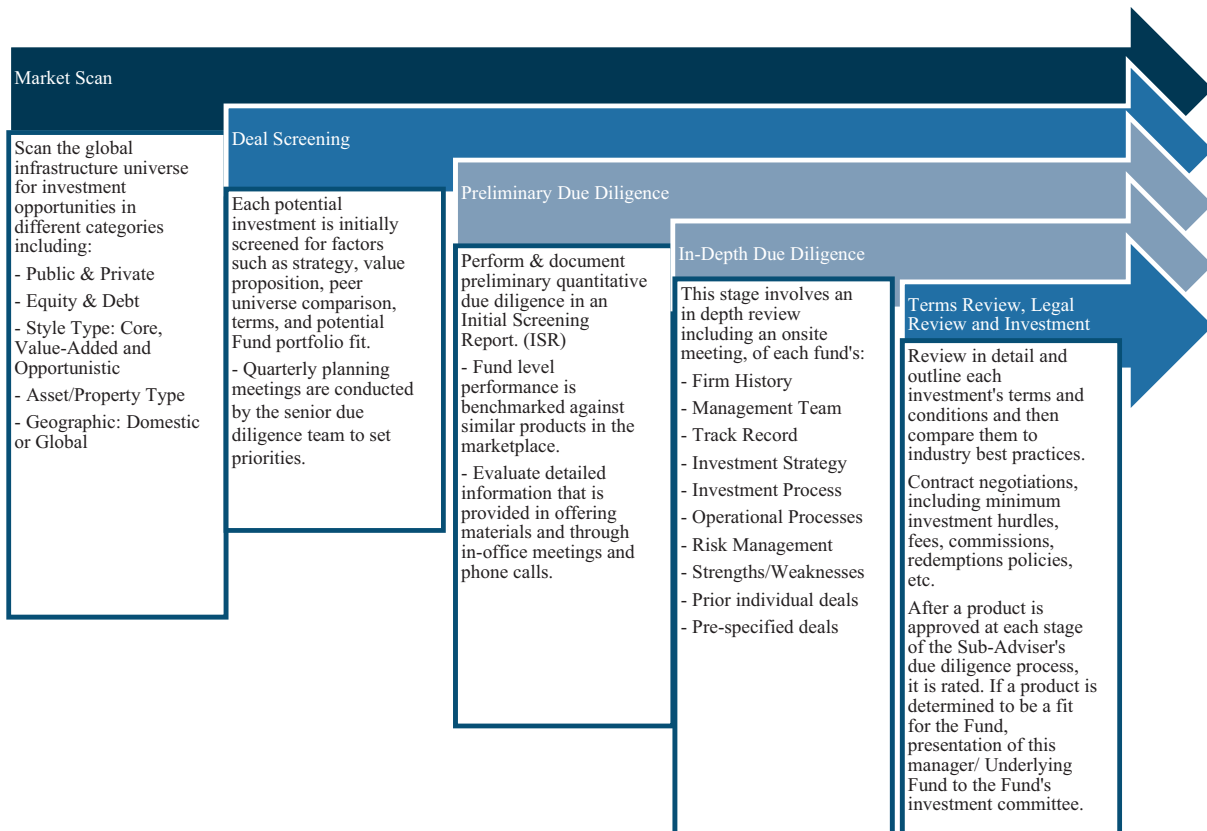 Market Scan
Scan the global
infrastructure universe
for investment
opportunities in
different categories
including:
- Public & Private
- Equity & Debt
- Style Type: Core,
Value-Added and
Opportunistic
- Asset/Property Type
- Geographic: Domestic
or Global
Deal Screening
Each potential
investment is initially
screened for factors
such as strategy, value
proposition, peer
universe comparison,
terms, and potential
Fund portfolio fit.
- Quarterly planning
meetings are conducted
by the senior due
diligence team to set
priorities.
Preliminary Due Diligence
Perform & document
preliminary quantitative
due diligence in an
Initial Screening
Report. (ISR)
- Fund level
performance is
benchmarked against
similar products in the
marketplace.
- Evaluate detailed
information that is
provided in offering
materials and through
in-office meetings and
phone calls.
In-Depth Due Diligence
This stage involves an
in depth review
including an onsite
meeting, of each fund's:
- Firm History
- Management Team
- Track Record
- Investment Strategy
- Investment Process
- Operational Processes
- Risk Management
- Strengths/Weaknesses
- Prior individual deals
- Pre-specified deals
Terms Review, Legal
Review and Investment
Review in detail and
outline each
investment's terms and
conditions and then
compare them to
industry best practices.
Contract negotiations,
including minimum
investment hurdles,
fees, commissions,
redemptions policies,
etc.
After a product is
approved at each stage
of the Sub-Adviser's
due diligence process,
it is rated. If a product is
determined to be a fit
for the Fund,
presentation of this
manager/ Underlying
Fund to the Fund's
investment committee.